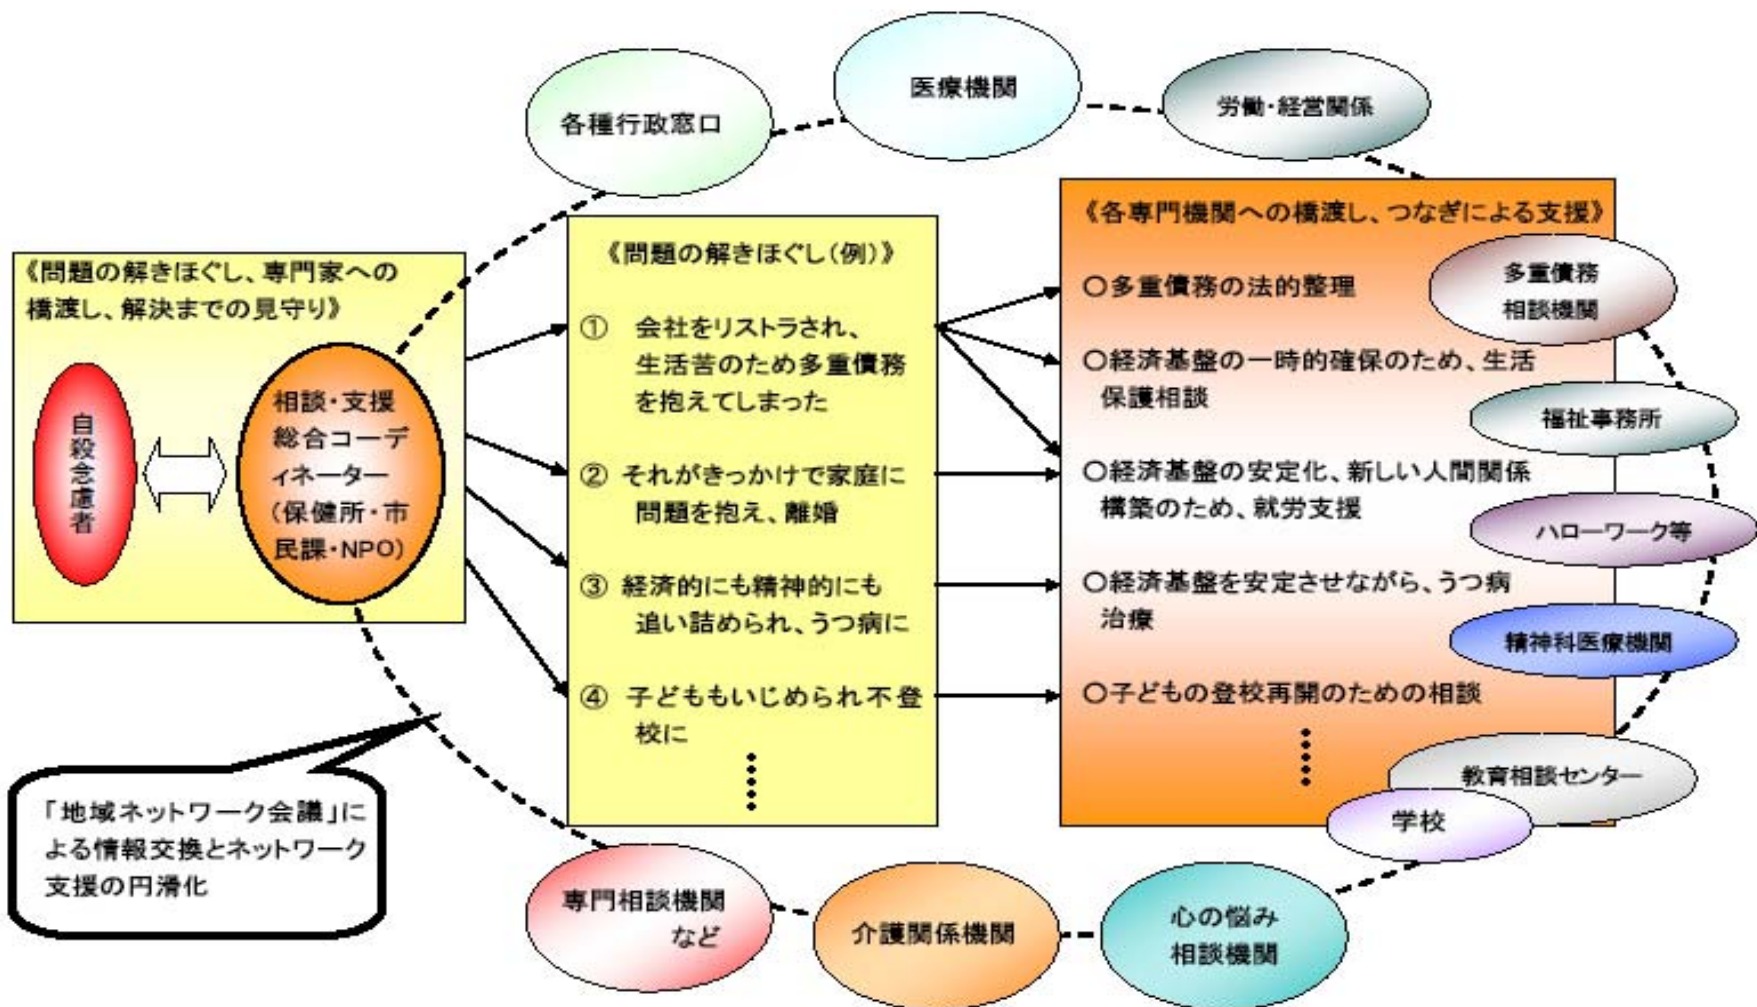 各種行政窓口
医療機関
労働・経営関係
《問題の解きほぐし、専門家への
橋渡し、解決までの見守り》
自殺念慮者
相談・支援
総合コーデ
ィネーター
（保健所・市
民課・NPO）
《問題の解きほぐし（例）》
① 会社をリストラされ、
生活苦のため多重債務
を抱えてしまった
② それがきっかけで家庭に
問題を抱え、離婚
③ 経済的にも精神的にも
追い詰められ、うつ病に
④ 子どももいじめられ不登
校に
《各専門機関への橋渡し、つなぎによる支援》
○多重債務の法的整理
○経済基盤の一時的確保のため、生活
保護相談
○経済基盤の安定化、新しい人間関係
構築のため、就労支援
○経済基盤を安定させながら、うつ病
治療
○子どもの登校再開のための相談
多重債務
相談機関
福祉事務所
ハローワーク等
精神科医療機関
教育相談センター
学校
「地域ネットワーク会議」に
よる情報交換とネットワーク
支援の円滑化
専門相談機関
など
介護関係機関
心の悩み
相談機関